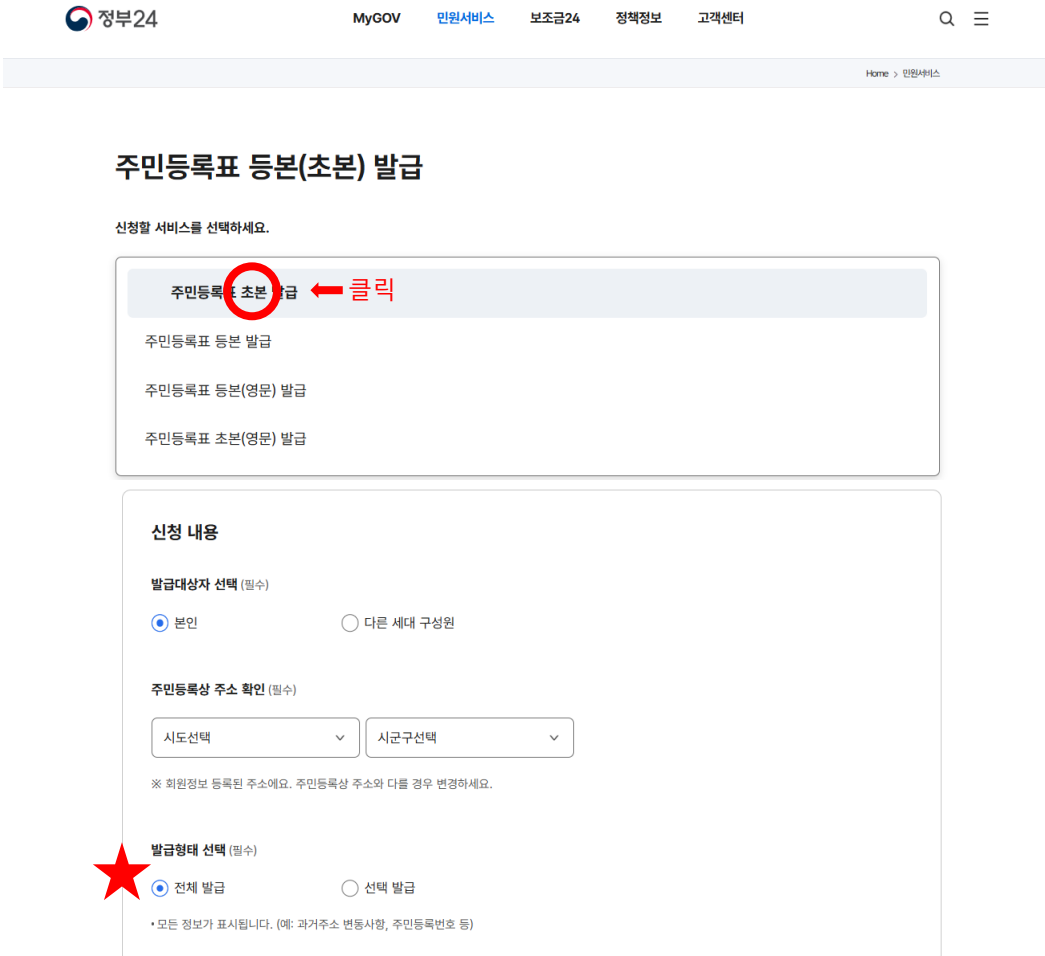 정부24
MyGOV 민원서비스 보조금24 정책정보 고객센터
Home > 민원서비스
주민등록표 등본(초본) 발급
신청할 서비스를 선택하세요.
주민등록표 초본 발급 클릭
주민등록표 등본 발급
주민등록표 등본(영문) 발급
주민등록표 초본(영문) 발급
신청 내용
발급대상자 선택 (필수)
본인 다른 세대 구성원
주민등록상 주소 확인 (필수)
시도선택 시군구선택
※ 회원정보 등록된 주소에요. 주민등록상 주소와 다를 경우 변경하세요.
발급형태 선택 (필수)
전체 발급 선택 발급
• 모든 정보가 표시됩니다. (예: 과거주소 변동사항, 주민등록번호 등)